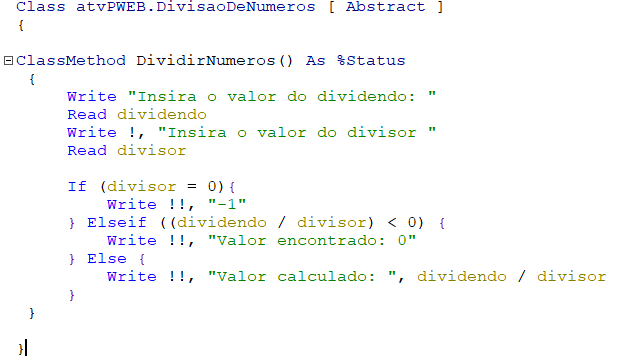 Class atvPWEB.DivisaoDeNumeros [ Abstract ]
{
ClassMethod DividirNumeros() As %Status
{
Write "Insira o valor do dividendo: "
Read dividendo
Write !, "Insira o valor do divisor "
Read divisor
If (divisor = 0){
Write !!, "-1"
} Elseif ((dividendo / divisor) < 0) {
Write !!, "Valor encontrado: 0"
} Else {
Write !!, "Valor calculado: ", dividendo / divisor
}
}
}